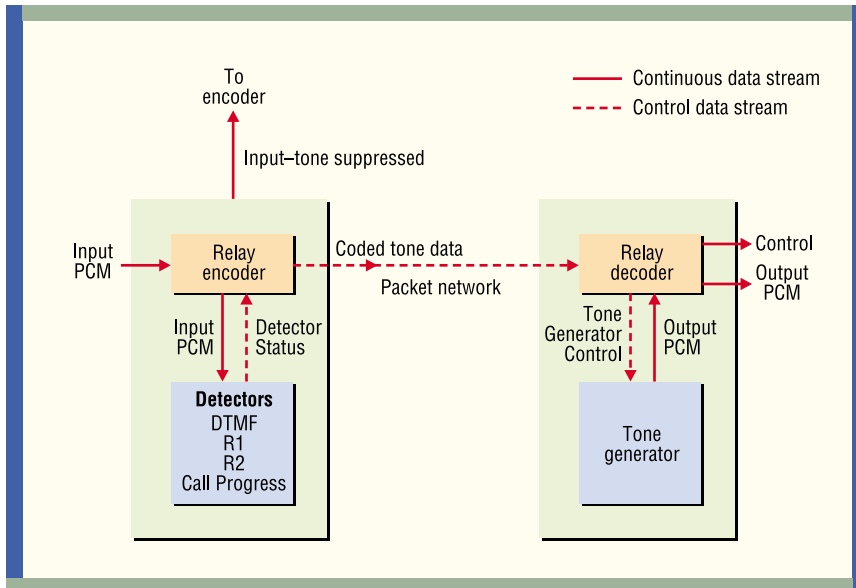 To
encoder
Continuous data stream
Control data stream
Input–tone suppressed
Input
PCM
Relay
encoder
Coded tone data
Packet network
Relay
decoder
Control
Output
PCM
Input
PCM
Detector
Status
Tone
Generator
Control
Output
PCM
Detectors
DTMF
R1
R2
Call Progress
Tone
generator